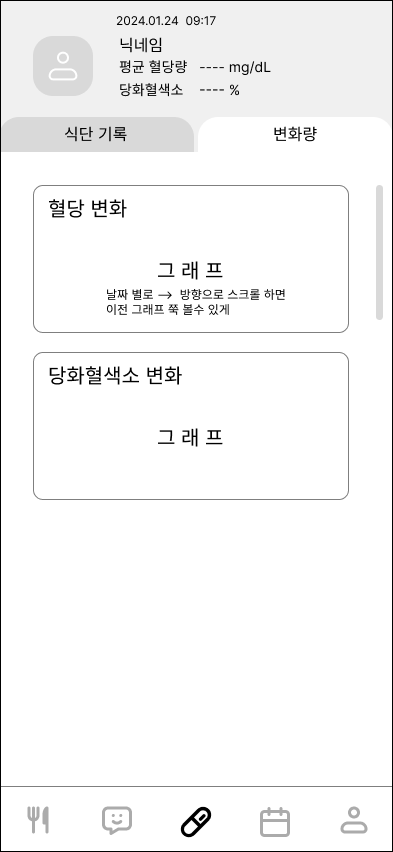 2024.01.24 09:17
닉네임
평균 혈당량 ---- mg/dL
당화혈색소 ---- %
식단 기록
변화량
혈당 변화
그 래 프
날짜 별로 --> 방향으로 스크롤 하면
이전 그래프 쭉 볼수 있게
당화혈색소 변화
그 래 프